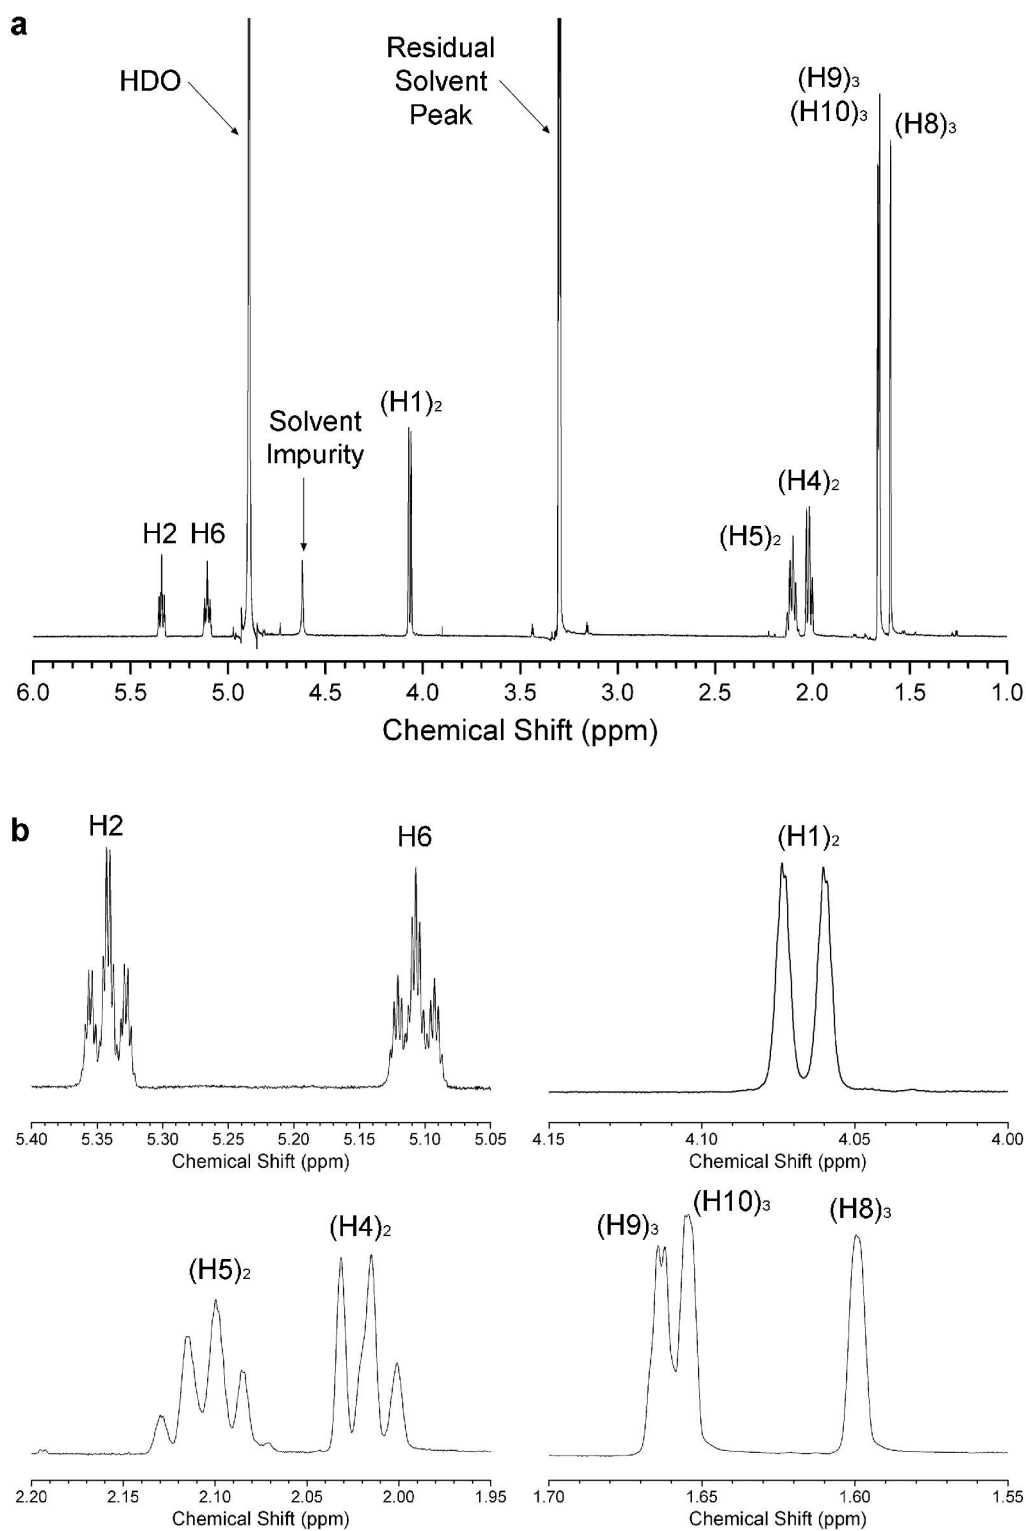 a
HDO
Residual
Solvent
Peak
(H9)₃
(H10)₃
(H8)₃
Solvent
Impurity
(H1)₂
H2
H6
(H5)₂
(H4)₂
6.0 5.5 5.0 4.5 4.0 3.5 3.0 2.5 2.0 1.5 1.0
Chemical Shift (ppm)
b
H2
H6
5.40 5.35 5.30 5.25 5.20 5.15 5.10 5.05
Chemical Shift (ppm)
(H1)₂
4.15 4.10 4.05 4.00
Chemical Shift (ppm)
(H5)₂
(H4)₂
2.20 2.15 2.10 2.05 2.00 1.95
Chemical Shift (ppm)
(H9)₃
(H10)₃
(H8)₃
1.70 1.65 1.60 1.55
Chemical Shift (ppm)